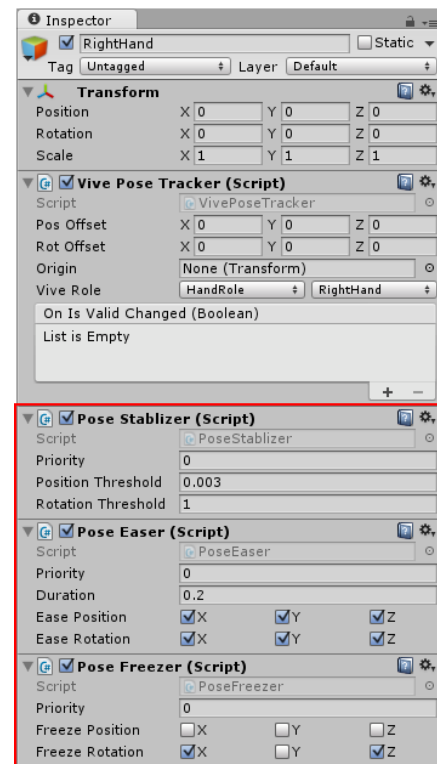 Inspector
RightHand Static
Tag Untagged Layer Default
Transform
Position X 0 Y 0 Z 0
Rotation X 0 Y 0 Z 0
Scale X 1 Y 1 Z 1
Vive Pose Tracker (Script)
Script VivePoseTracker
Pos Offset X 0 Y 0 Z 0
Rot Offset X 0 Y 0 Z 0
Origin None (Transform)
Vive Role HandRole RightHand
On Is Valid Changed (Boolean)
List is Empty
+ −
Pose Stablizer (Script)
Script PoseStablizer
Priority 0
Position Threshold 0.003
Rotation Threshold 1
Pose Easer (Script)
Script PoseEaser
Priority 0
Duration 0.2
Ease Position X Y Z
Ease Rotation X Y Z
Pose Freezer (Script)
Script PoseFreezer
Priority 0
Freeze Position X Y Z
Freeze Rotation X Y Z